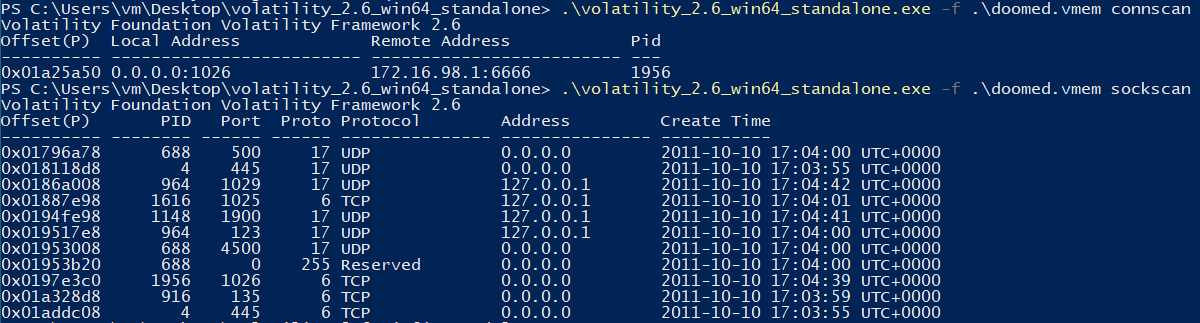 PS C:\Users\vm\Desktop\volatility_2.6_win64_standalone> .\volatility_2.6_win64_standalone.exe -f .\doomed.vmem connscan
Volatility Foundation Volatility Framework 2.6
Offset(P)  Local Address             Remote Address            Pid
---------- ------------------------- ------------------------- ---
0x01a25a50 0.0.0.0:1026              172.16.98.1:6666          1956
PS C:\Users\vm\Desktop\volatility_2.6_win64_standalone> .\volatility_2.6_win64_standalone.exe -f .\doomed.vmem sockscan
Volatility Foundation Volatility Framework 2.6
Offset(P)       PID   Port  Proto Protocol        Address         Create Time
---------- -------- ------ ------ --------------- --------------- -----------
0x01796a78      688    500     17 UDP             0.0.0.0         2011-10-10 17:04:00 UTC+0000
0x018118d8        4    445     17 UDP             0.0.0.0         2011-10-10 17:03:55 UTC+0000
0x0186a008      964   1029     17 UDP             127.0.0.1       2011-10-10 17:04:42 UTC+0000
0x01887e98     1616   1025      6 TCP             127.0.0.1       2011-10-10 17:04:01 UTC+0000
0x0194fe98     1148   1900     17 UDP             127.0.0.1       2011-10-10 17:04:41 UTC+0000
0x019517e8      964    123     17 UDP             127.0.0.1       2011-10-10 17:04:00 UTC+0000
0x01953008      688   4500     17 UDP             0.0.0.0         2011-10-10 17:04:00 UTC+0000
0x01953b20      688      0    255 Reserved        0.0.0.0         2011-10-10 17:04:00 UTC+0000
0x0197e3c0     1956   1026      6 TCP             0.0.0.0         2011-10-10 17:04:39 UTC+0000
0x01a328d8      916    135      6 TCP             0.0.0.0         2011-10-10 17:03:59 UTC+0000
0x01addc08        4    445      6 TCP             0.0.0.0         2011-10-10 17:03:55 UTC+0000